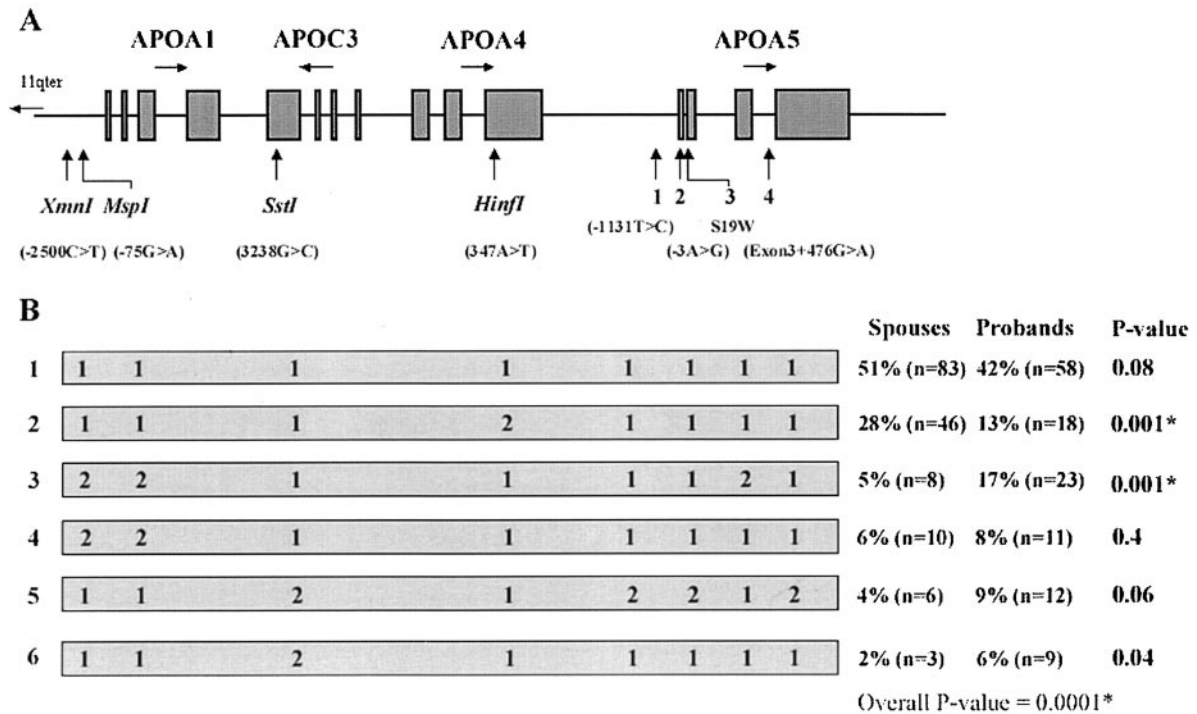 A
APOA1 APOC3 APOA4 APOA5
11qter
1 2 3 4
XmnI MspI SstI HinfI
(-1131T>C) S19W
(-2500C>T) (-75G>A) (3238G>C) (347A>T) (-3A>G) (Exon3+476G>A)
B
Spouses Probands P-value
1 1 1 1 1 1 1 1 1 51% (n=83) 42% (n=58) 0.08
2 1 1 1 2 1 1 1 1 28% (n=46) 13% (n=18) 0.001*
3 2 2 1 1 1 1 2 1 5% (n=8) 17% (n=23) 0.001*
4 2 2 1 1 1 1 1 1 6% (n=10) 8% (n=11) 0.4
5 1 1 2 1 2 2 1 2 4% (n=6) 9% (n=12) 0.06
6 1 1 2 1 1 1 1 1 2% (n=3) 6% (n=9) 0.04
Overall P-value = 0.0001*